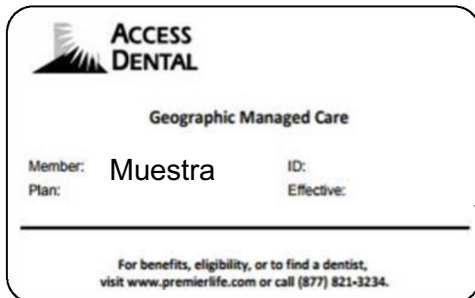 ACCESS
DENTAL
Geographic Managed Care
Member: Muestra ID:
Plan: Effective:
For benefits, eligibility, or to find a dentist,
visit www.premierlife.com or call (877) 821-3234.